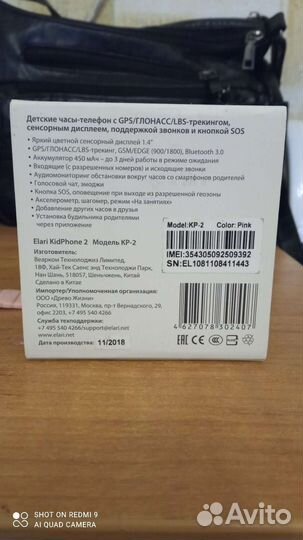 Детские часы-телефон с GPS/ГЛОНАСС/LBS-трекингом,
сенсорным дисплеем, поддержкой звонков и кнопкой SOS
• Яркий цветной сенсорный дисплей 1.4"
• GPS/ГЛОНАСС/LBS-трекинг, GSM/EDGE (900/1800), Bluetooth 3.0
• Аккумулятор 450 мАч – до 3 дней работы в режиме ожидания
• Входящие (с разрешенных номеров) и исходящие звонки
• Аудиомониторинг обстановки вокруг часов со смартфонов родителей
• Голосовой чат, эмоджи
• Кнопка SOS, оповещение при выходе из разрешенной геозоны
• Акселерометр, шагомер, режим «На занятиях»
• Добавление других часов в друзья
• Установка будильника родителями
через приложение
Elari KidPhone 2 Модель KP-2
Веаркон Текнолоджи Лимитед,
18Ф, Хай-Тек Саенс энд Текнолоджи Парк,
Нан Шань, 518057, Шеньчжень, Китай
Сделано в Китае
Импортер/Уполномоченная организация:
ООО «Древо Жизни»
Россия, 119331, Москва, пр-т Вернадского, 29,
офис 2203, +7 495 540 4266
Служба техподдержки:
+7 495 540 4266/support@elari.net
www.elari.net
Дата производства: 11/2018
Model:KP-2 Color: Pink
IMEI:354305092509392
SN:EL1081108411443
4 627078 302407
EAC
CE
SHOT ON REDMI 9
AI QUAD CAMERA
Avito